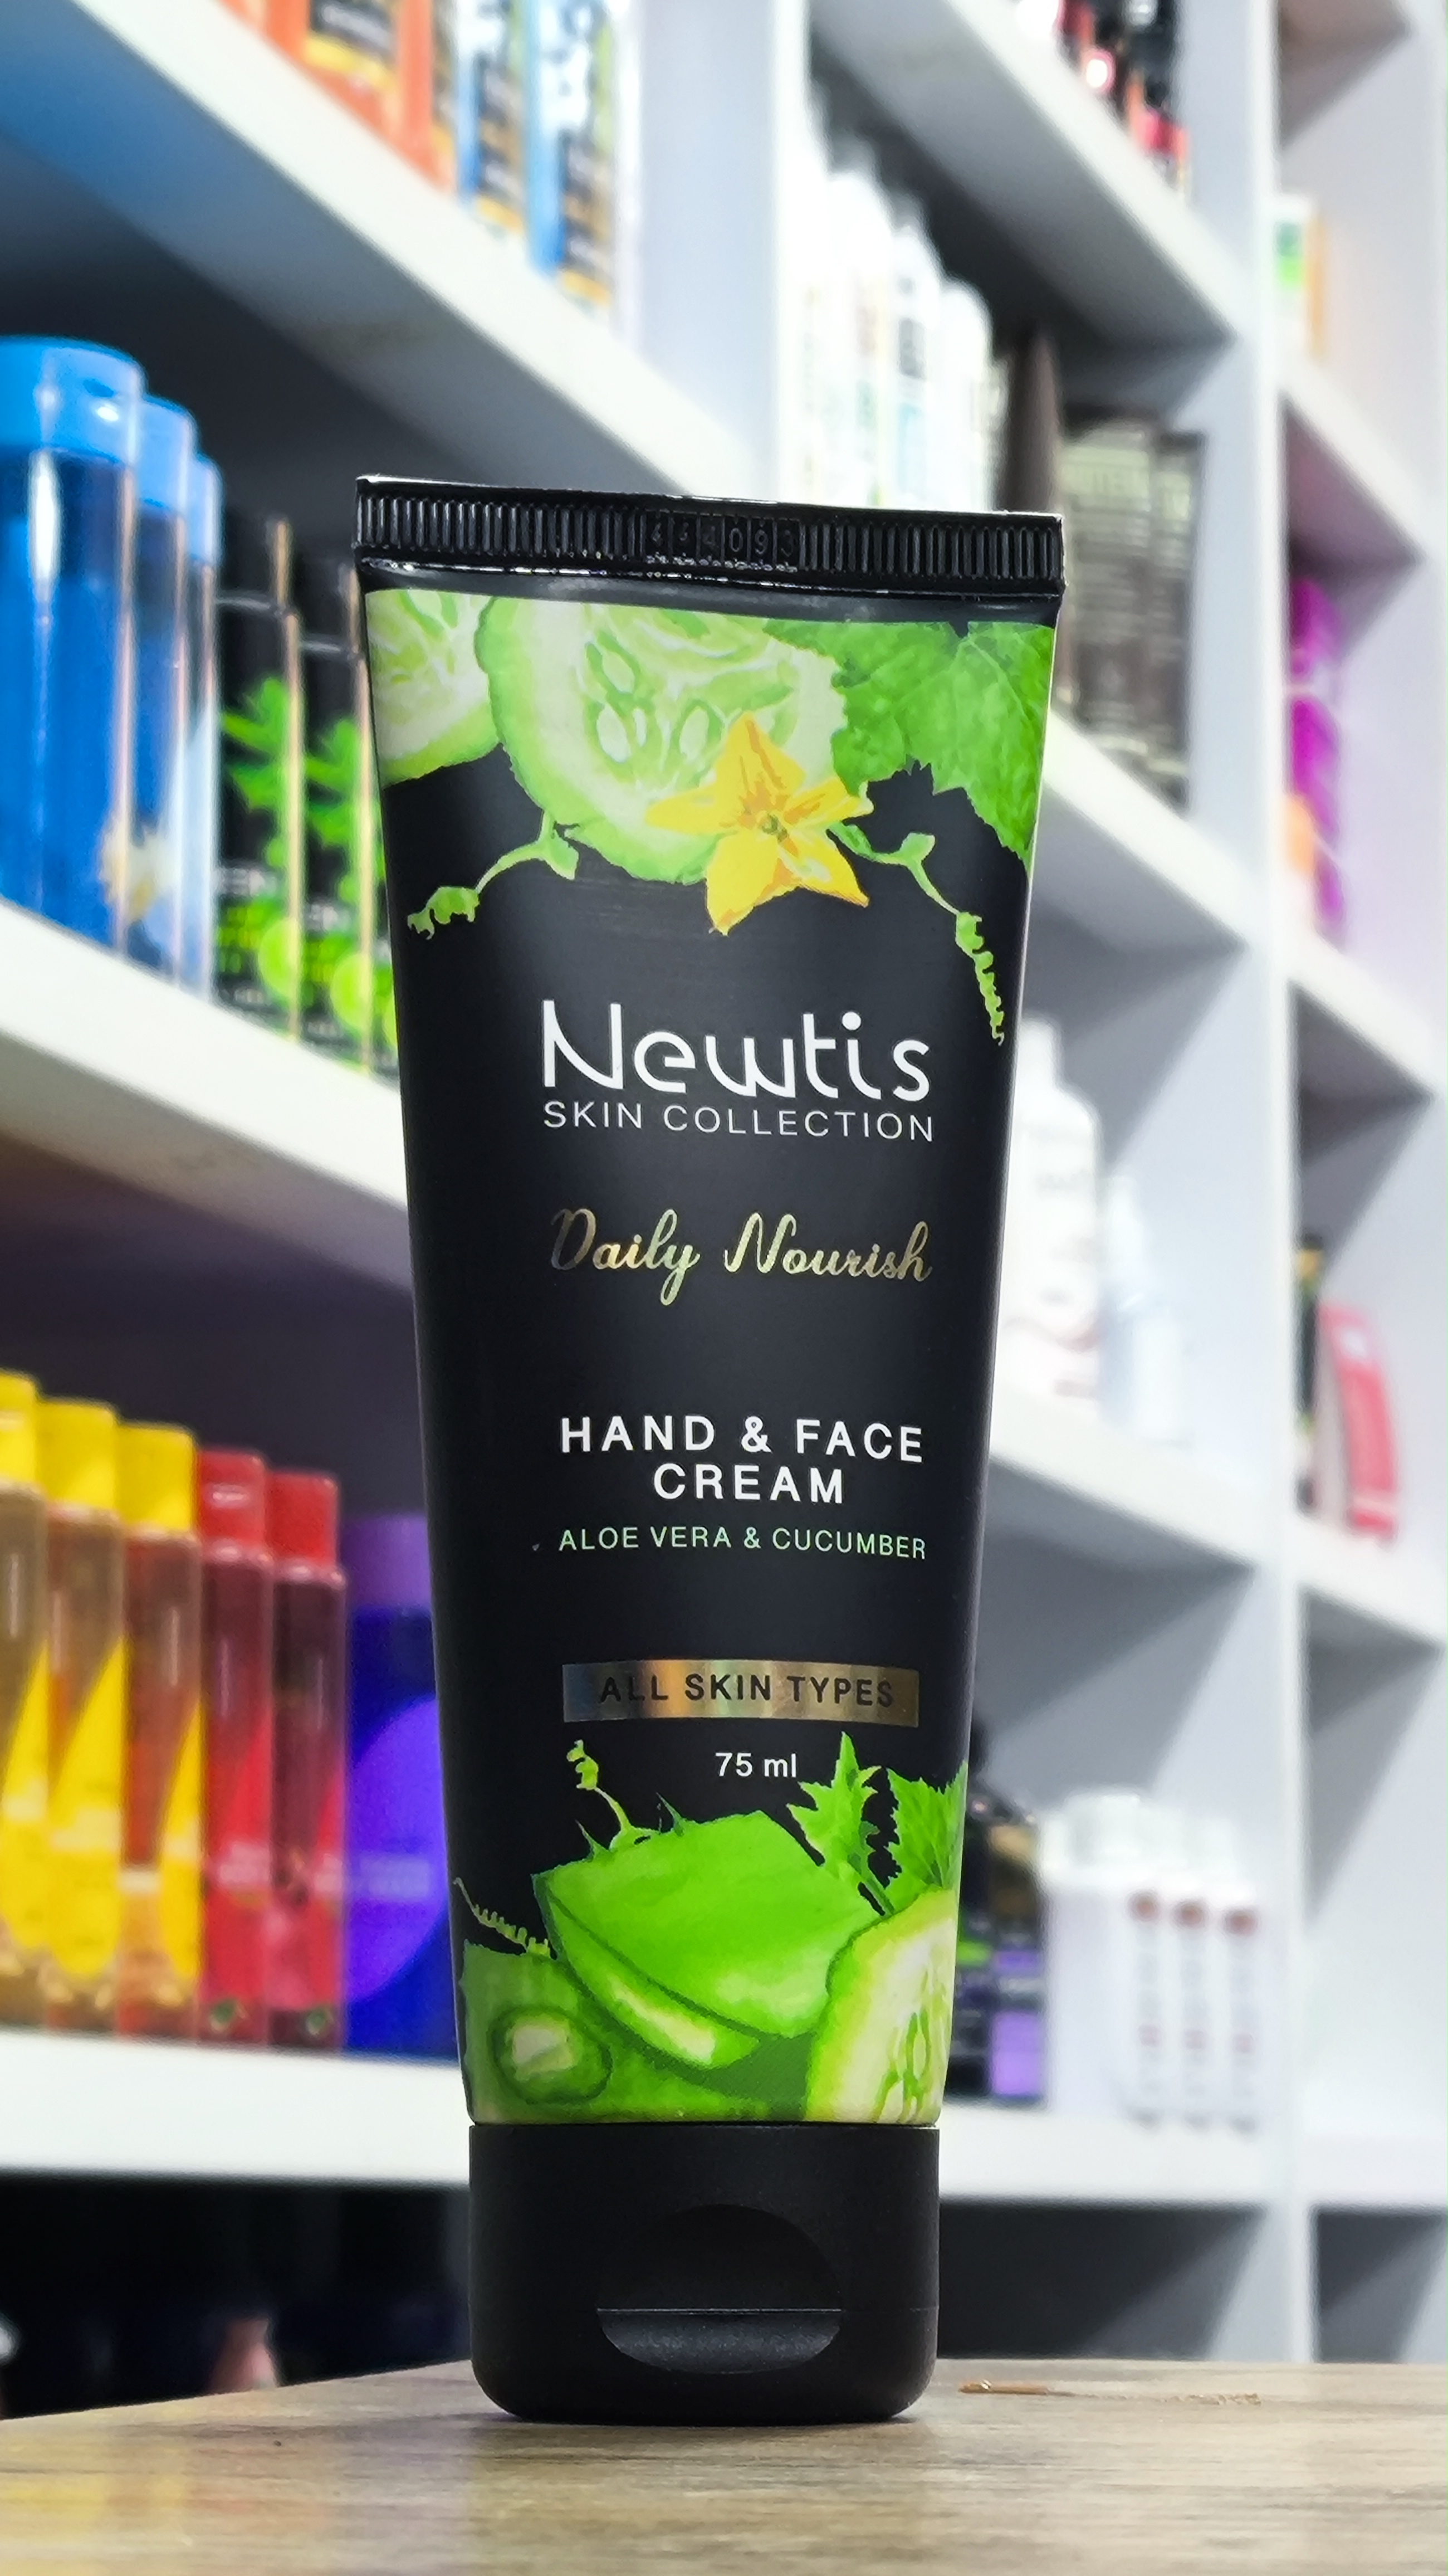 Newtis
SKIN COLLECTION
Daily Nourish
HAND & FACE
CREAM
ALOE VERA & CUCUMBER
ALL SKIN TYPES
75 ml